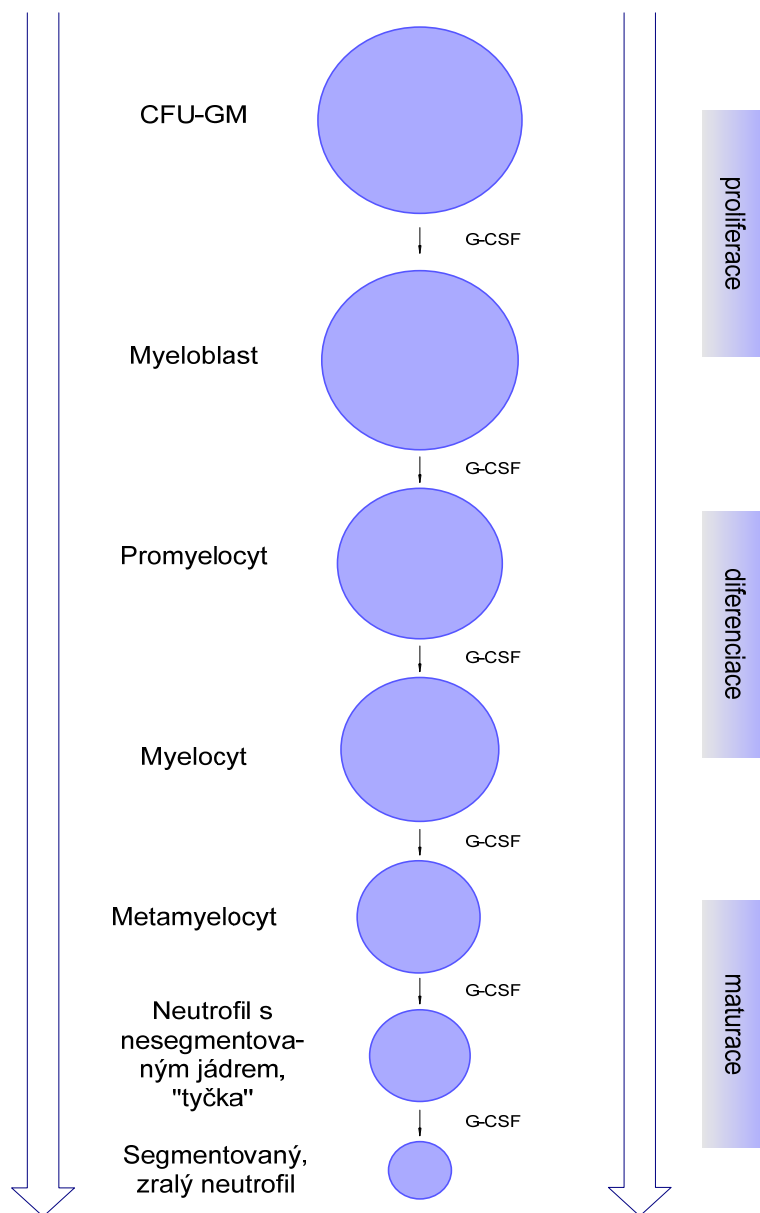 CFU-GM
G-CSF
proliferace
Myeloblast
G-CSF
Promyelocyt
diferenciace
G-CSF
Myelocyt
G-CSF
Metamyelocyt
maturace
G-CSF
Neutrofil s
nesegmentova-
ným jádrem,
"tyčka"
G-CSF
Segmentovaný,
zralý neutrofil